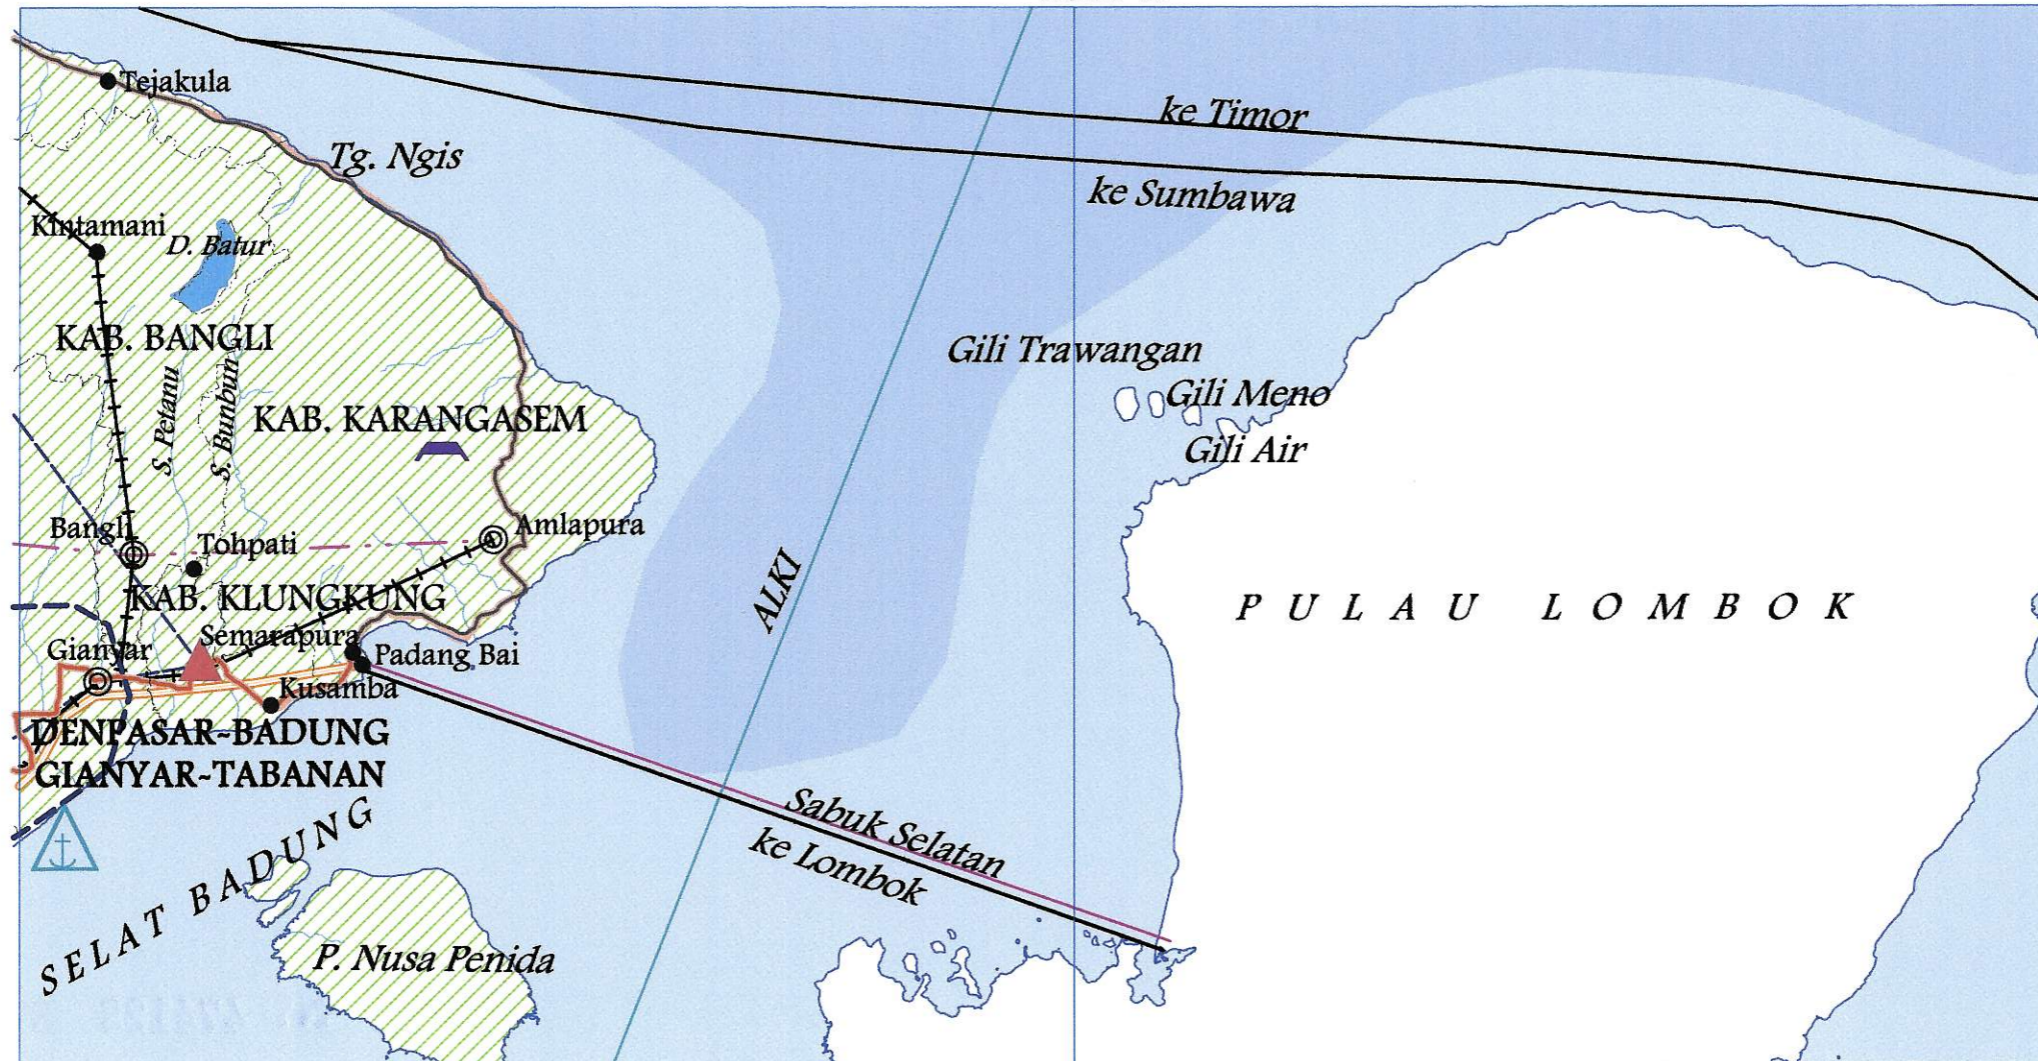 Tejakula
ke Timor
Tg. Ngis
ke Sumbawa
Kintamani
D. Batur
KAB. BANGLI
Gili Trawangan
S. Petanu
S. Bunbun
Gili Meno
KAB. KARANGASEM
Gili Air
Bangli
Amlapura
Tohpati
ALKI
KAB. KLUNGKUNG
PULAU LOMBOK
Semarapura
Gianyar
Padang Bai
Kusamba
DENPASAR-BADUNG
GIANYAR-TABANAN
Sabuk Selatan
ke Lombok
SELAT BADUNG
P. Nusa Penida